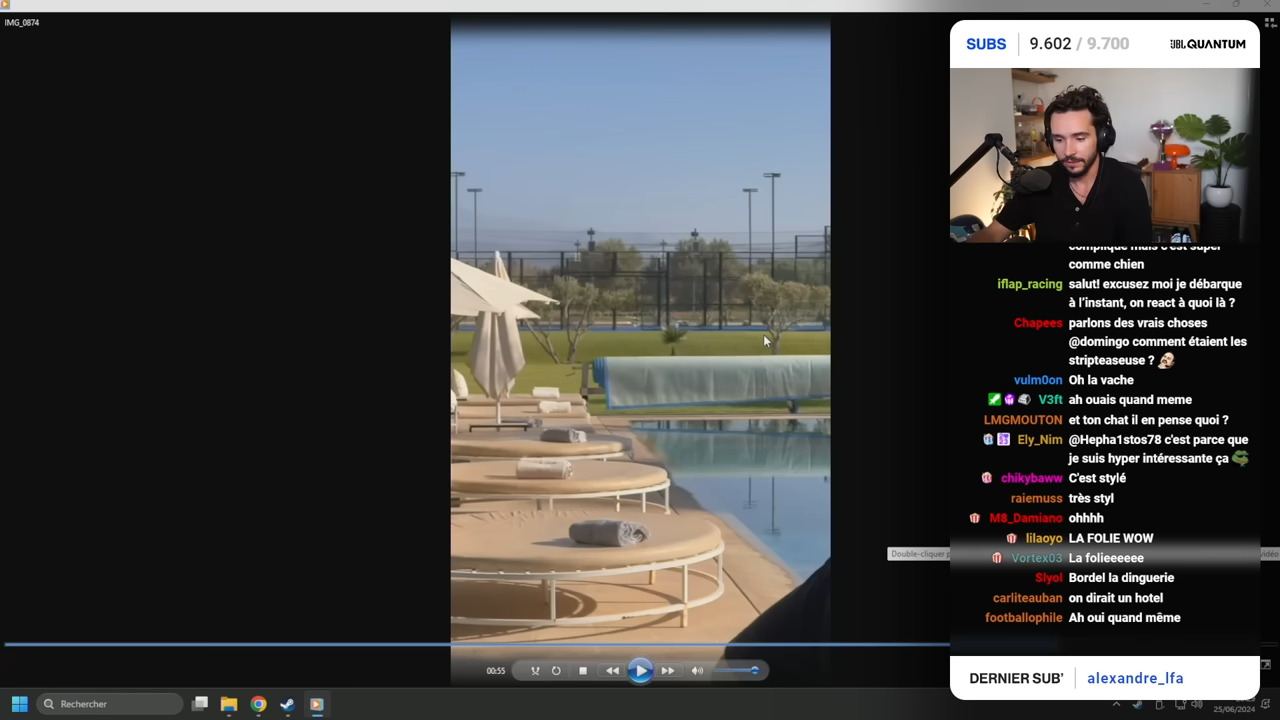 IMG_0874
SUBS 9.602 / 9.700 JBL QUANTUM
compliqué mais c'est super
comme chien
iflap_racing salut! excusez moi je débarque
à l'instant, on react à quoi là ?
Chapees parlons des vrais choses
@domingo comment étaient les
stripteaseuse ?
vulm0on Oh la vache
V3ft ah ouais quand meme
LMGMOUTON et ton chat il en pense quoi ?
Ely_Nim @Hepha1stos78 c'est parce que
je suis hyper intéressante ça
chikybaww C'est stylé
raiemuss très styl
M8_Damiano ohhhh
lilaoyo LA FOLIE WOW
Double-cliquer
Vortex03 La folieeeeee
Slyol Bordel la dinguerie
carliteauban on dirait un hotel
footballophile Ah oui quand même
00:55
DERNIER SUB' alexandre_lfa
Rechercher
25/06/2024